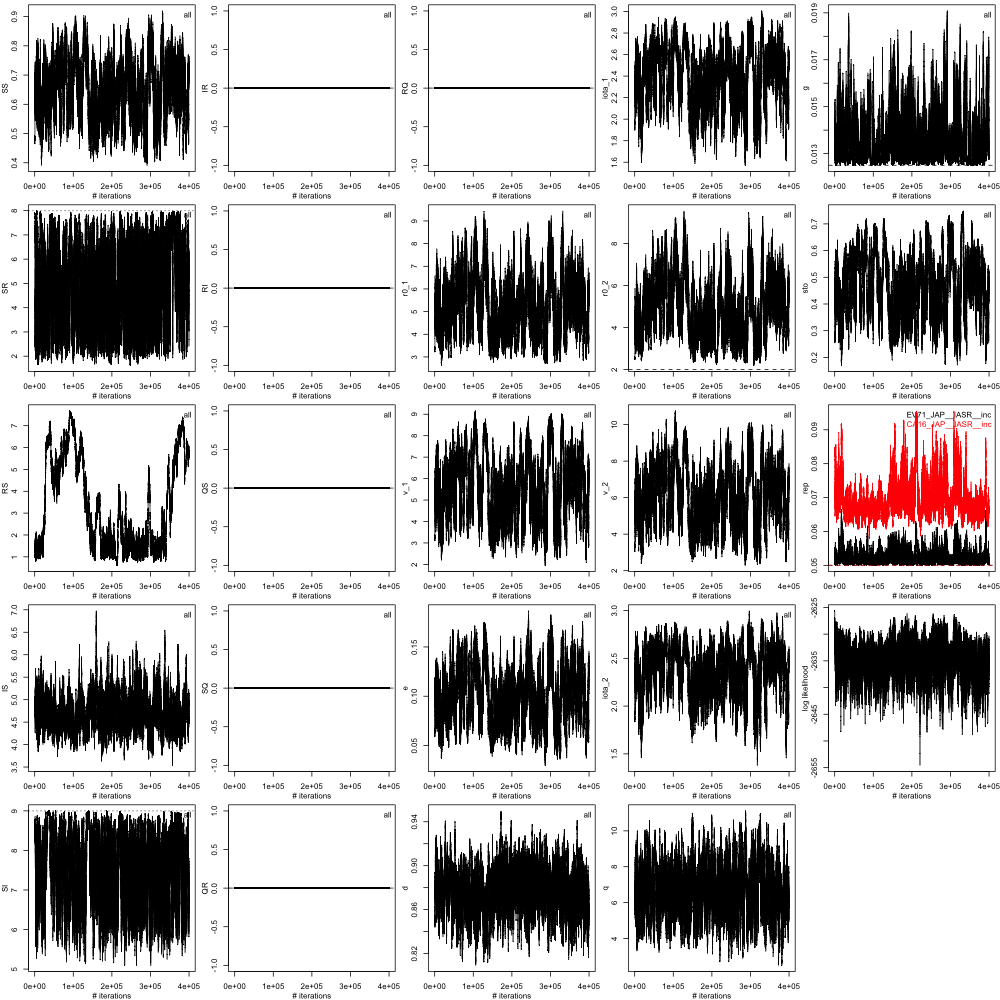 SS
0.4 0.5 0.6 0.7 0.8 0.9
all
0e+00 1e+05 2e+05 3e+05 4e+05
# iterations
IR
-1.0 -0.5 0.0 0.5 1.0
all
0e+00 1e+05 2e+05 3e+05 4e+05
# iterations
RQ
-1.0 -0.5 0.0 0.5 1.0
all
0e+00 1e+05 2e+05 3e+05 4e+05
# iterations
iota_1
1.6 1.8 2.0 2.2 2.4 2.6 2.8 3.0
all
0e+00 1e+05 2e+05 3e+05 4e+05
# iterations
g
0.013 0.015 0.017 0.019
all
0e+00 1e+05 2e+05 3e+05 4e+05
# iterations
SR
2 3 4 5 6 7 8
all
0e+00 1e+05 2e+05 3e+05 4e+05
# iterations
RI
-1.0 -0.5 0.0 0.5 1.0
all
0e+00 1e+05 2e+05 3e+05 4e+05
# iterations
r0_1
3 4 5 6 7 8 9
all
0e+00 1e+05 2e+05 3e+05 4e+05
# iterations
r0_2
2 4 6 8
all
0e+00 1e+05 2e+05 3e+05 4e+05
# iterations
sto
0.2 0.3 0.4 0.5 0.6 0.7
all
0e+00 1e+05 2e+05 3e+05 4e+05
# iterations
RS
1 2 3 4 5 6 7
all
0e+00 1e+05 2e+05 3e+05 4e+05
# iterations
QS
-1.0 -0.5 0.0 0.5 1.0
all
0e+00 1e+05 2e+05 3e+05 4e+05
# iterations
v_1
2 3 4 5 6 7 8 9
all
0e+00 1e+05 2e+05 3e+05 4e+05
# iterations
v_2
2 4 6 8 10
all
0e+00 1e+05 2e+05 3e+05 4e+05
# iterations
rep
0.05 0.06 0.07 0.08 0.09
EV71_JAP__IASR__inc
CA16_JAP__IASR__inc
0e+00 1e+05 2e+05 3e+05 4e+05
# iterations
IS
3.5 4.0 4.5 5.0 5.5 6.0 6.5 7.0
all
0e+00 1e+05 2e+05 3e+05 4e+05
# iterations
SQ
-1.0 -0.5 0.0 0.5 1.0
all
0e+00 1e+05 2e+05 3e+05 4e+05
# iterations
e
0.05 0.10 0.15
all
0e+00 1e+05 2e+05 3e+05 4e+05
# iterations
iota_2
1.5 2.0 2.5 3.0
all
0e+00 1e+05 2e+05 3e+05 4e+05
# iterations
log likelihood
-2655 -2645 -2635 -2625
all
0e+00 1e+05 2e+05 3e+05 4e+05
# iterations
SI
5 6 7 8 9
all
0e+00 1e+05 2e+05 3e+05 4e+05
# iterations
QR
-1.0 -0.5 0.0 0.5 1.0
all
0e+00 1e+05 2e+05 3e+05 4e+05
# iterations
d
0.82 0.86 0.90 0.94
all
0e+00 1e+05 2e+05 3e+05 4e+05
# iterations
q
4 6 8 10
all
0e+00 1e+05 2e+05 3e+05 4e+05
# iterations